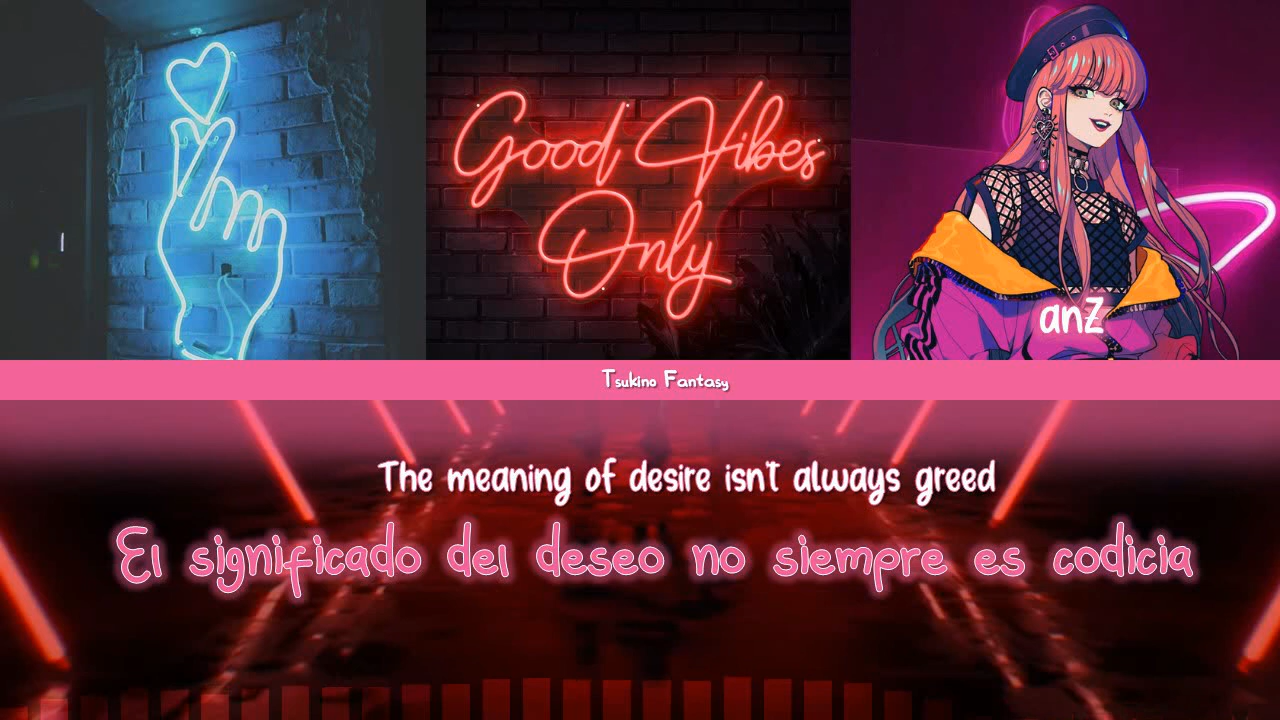 Good Vibes
Only
anZ
Tsukino Fantasy
The meaning of desire isn't always greed
El significado del deseo no siempre es codicia